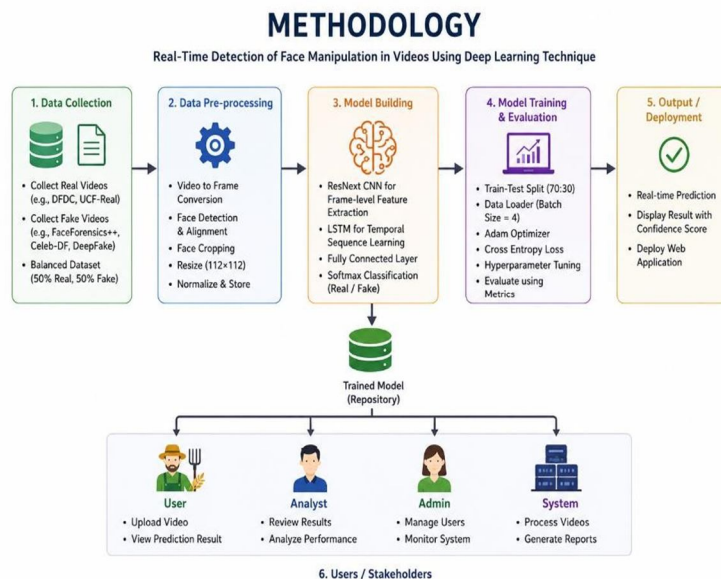 METHODOLOGY
Real-Time Detection of Face Manipulation in Videos Using Deep Learning Technique
1. Data Collection
• Collect Real Videos
(e.g., DFDC, UCF-Real)
• Collect Fake Videos
(e.g., FaceForensics++,
Celeb-DF, DeepFake)
• Balanced Dataset
(50% Real, 50% Fake)
2. Data Pre-processing
• Video to Frame
Conversion
• Face Detection
& Alignment
• Face Cropping
• Resize (112×112)
• Normalize & Store
3. Model Building
• ResNext CNN for
Frame-level Feature
Extraction
• LSTM for Temporal
Sequence Learning
• Fully Connected Layer
• Softmax Classification
(Real / Fake)
4. Model Training
& Evaluation
• Train-Test Split (70:30)
• Data Loader (Batch
Size = 4)
• Adam Optimizer
• Cross Entropy Loss
• Hyperparameter Tuning
• Evaluate using
Metrics
5. Output /
Deployment
• Real-time Prediction
• Display Result with
Confidence Score
• Deploy Web
Application
Trained Model
(Repository)
User
• Upload Video
• View Prediction Result
Analyst
• Review Results
• Analyze Performance
Admin
• Manage Users
• Monitor System
System
• Process Videos
• Generate Reports
6. Users / Stakeholders